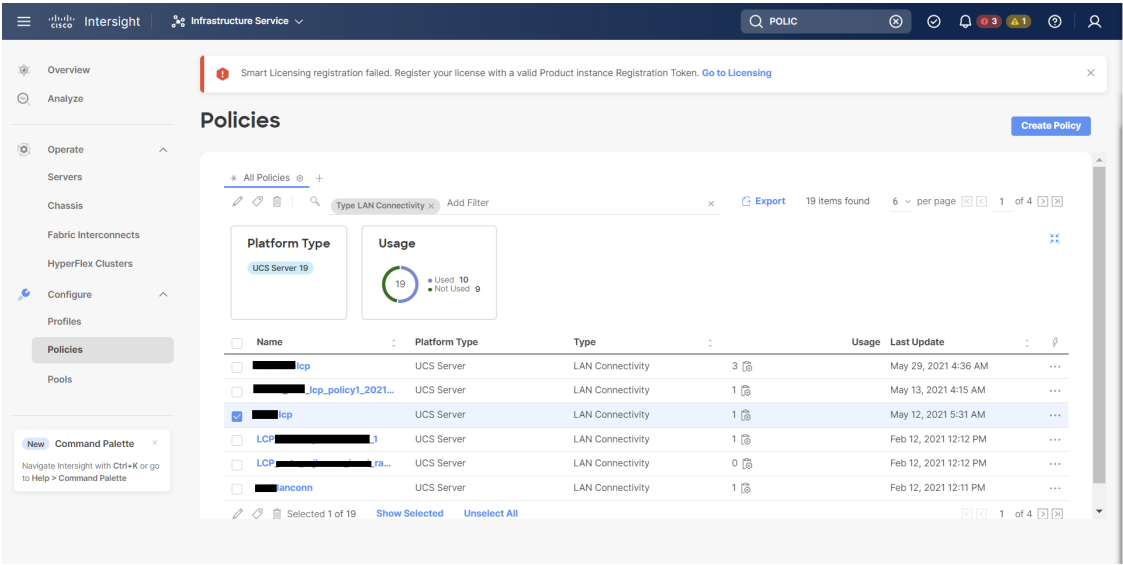 cisco Intersight Infrastructure Service POLIC 3 1
Overview
Analyze
Operate
Servers
Chassis
Fabric Interconnects
HyperFlex Clusters
Configure
Profiles
Policies
Pools
New Command Palette
Navigate Intersight with Ctrl+K or go
to Help > Command Palette
Smart Licensing registration failed. Register your license with a valid Product instance Registration Token. Go to Licensing
Policies
Create Policy
All Policies
Type LAN Connectivity × Add Filter Export 19 items found 6 per page 1 of 4
Platform Type
UCS Server 19
Usage
19
Used 10
Not Used 9
Name Platform Type Type Usage Last Update
lcp UCS Server LAN Connectivity 3 May 29, 2021 4:36 AM
_lcp_policy1_2021... UCS Server LAN Connectivity 1 May 13, 2021 4:15 AM
lcp UCS Server LAN Connectivity 1 May 12, 2021 5:31 AM
LCP _1 UCS Server LAN Connectivity 1 Feb 12, 2021 12:12 PM
LCP ra... UCS Server LAN Connectivity 0 Feb 12, 2021 12:12 PM
lanconn UCS Server LAN Connectivity 1 Feb 12, 2021 12:11 PM
Selected 1 of 19 Show Selected Unselect All 1 of 4